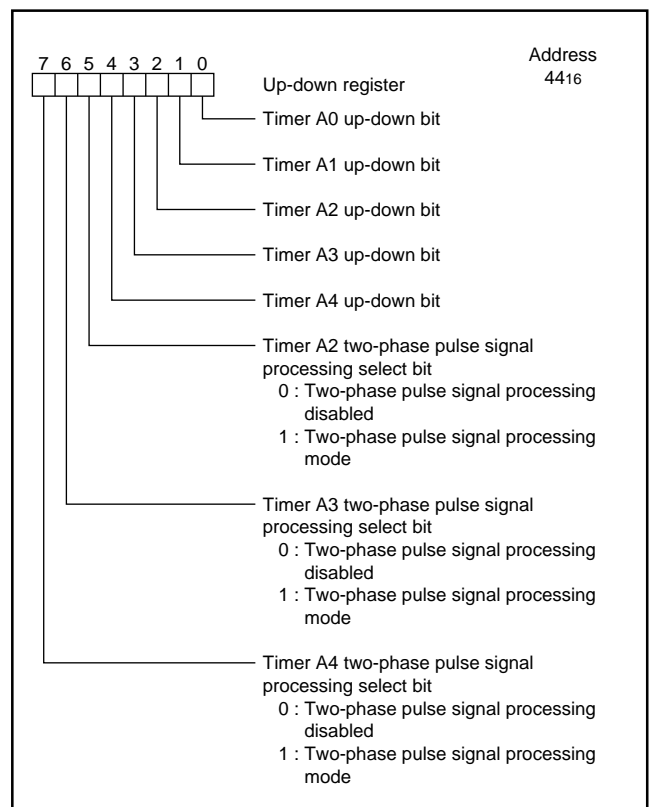 Address
44₁₆
7 6 5 4 3 2 1 0
Up-down register
Timer A0 up-down bit
Timer A1 up-down bit
Timer A2 up-down bit
Timer A3 up-down bit
Timer A4 up-down bit
Timer A2 two-phase pulse signal
processing select bit
0 : Two-phase pulse signal processing
disabled
1 : Two-phase pulse signal processing
mode
Timer A3 two-phase pulse signal
processing select bit
0 : Two-phase pulse signal processing
disabled
1 : Two-phase pulse signal processing
mode
Timer A4 two-phase pulse signal
processing select bit
0 : Two-phase pulse signal processing
disabled
1 : Two-phase pulse signal processing
mode